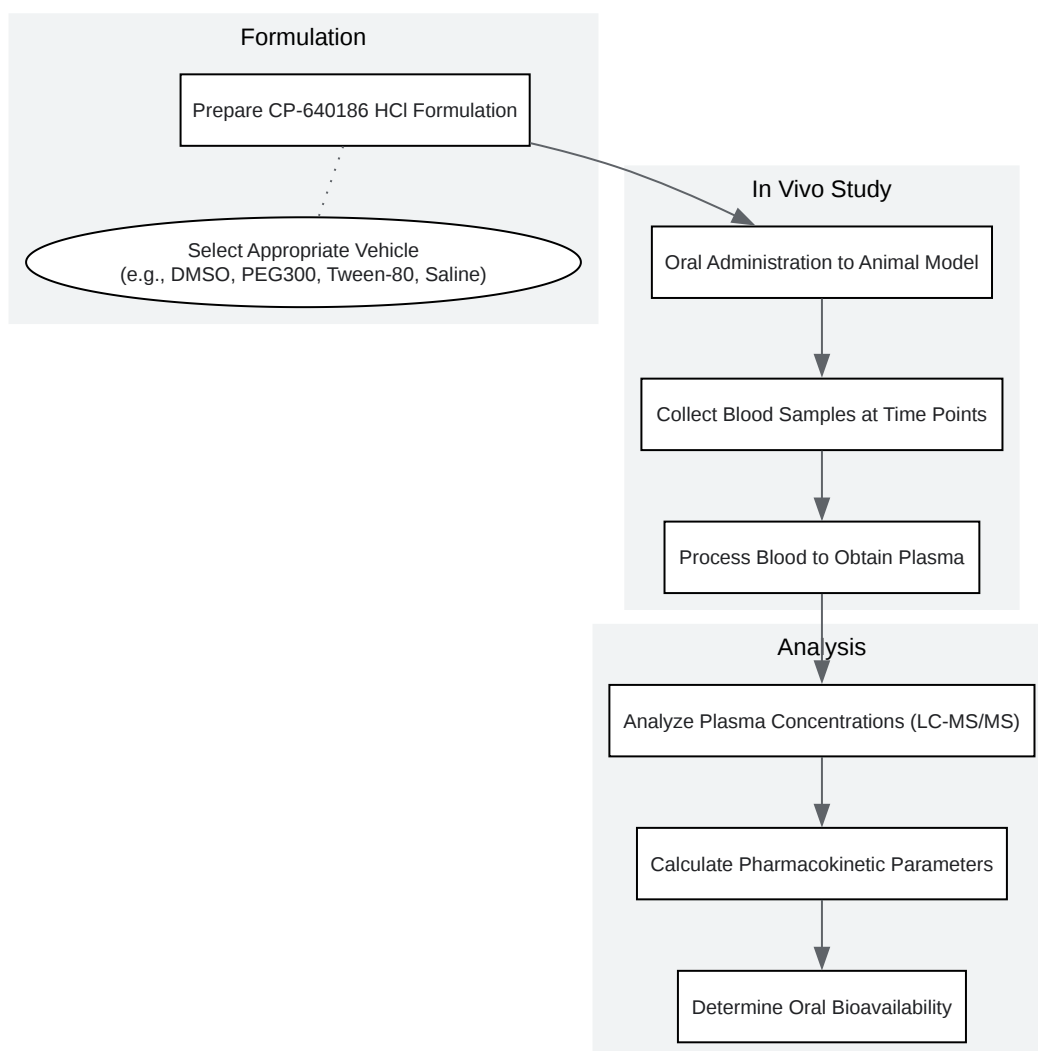 Formulation
Prepare CP-640186 HCl Formulation
Select Appropriate Vehicle
(e.g., DMSO, PEG300, Tween-80, Saline)
In Vivo Study
Oral Administration to Animal Model
Collect Blood Samples at Time Points
Process Blood to Obtain Plasma
Analysis
Analyze Plasma Concentrations (LC-MS/MS)
Calculate Pharmacokinetic Parameters
Determine Oral Bioavailability